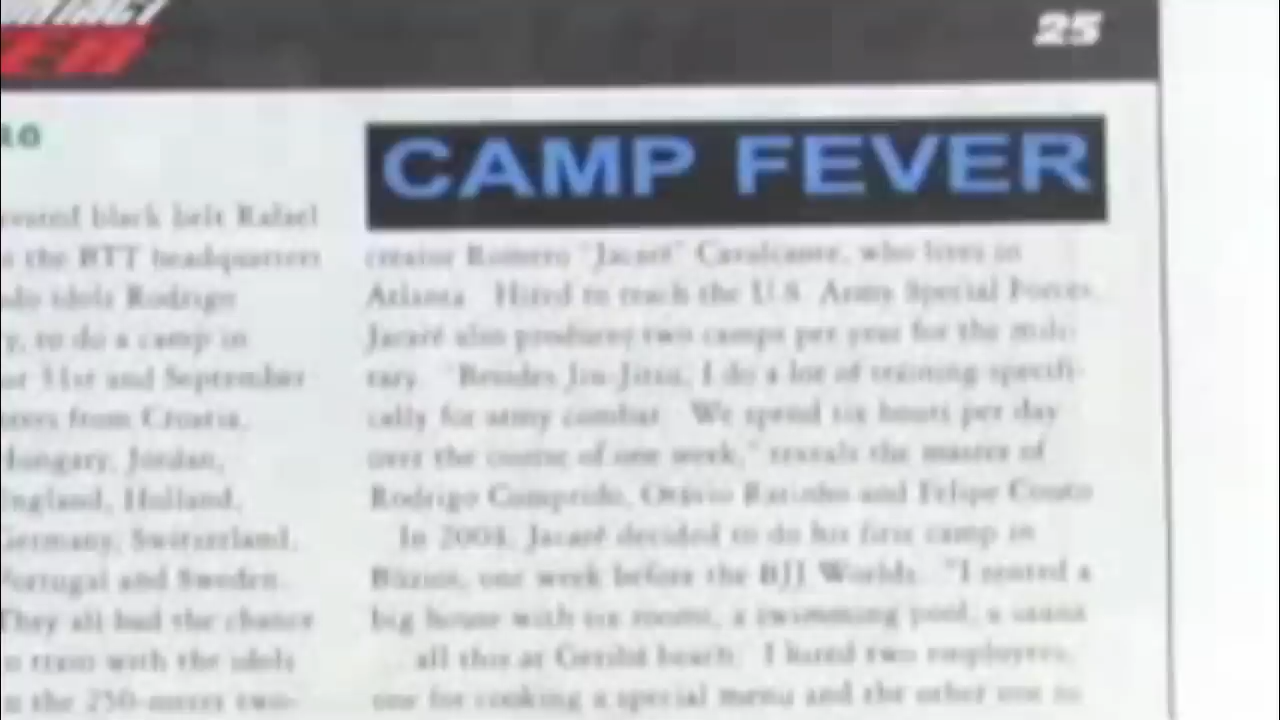 25
CAMP FEVER
black belt Rafael
the BTT headquarters
idols Rodrigo
to do a camp in
31st and September
from Croatia,
Hungary, Jordan,
England, Holland,
Germany, Switzerland,
Portugal and Sweden.
They all had the chance
train with the idols
the 250-meter two-
creator Romero "Jacaré" Cavalcante, who lives in
Atlanta. Hired to teach the U.S. Army Special Forces,
Jacaré also produces two camps per year for the mili-
tary. "Besides Jiu-Jitsu, I do a lot of training specifi-
cally for army combat. We spend six hours per day
over the course of one week," reveals the master of
Rodrigo Comprido, and Felipe Costa
In 2004, Jacaré decided to do his first camp in
Búzios, one week before the BJJ Worlds. "I rented a
big house with six rooms, a swimming pool, a sauna
all this at Geribá beach. I hired two employees,
one for cooking a special menu and the other one to